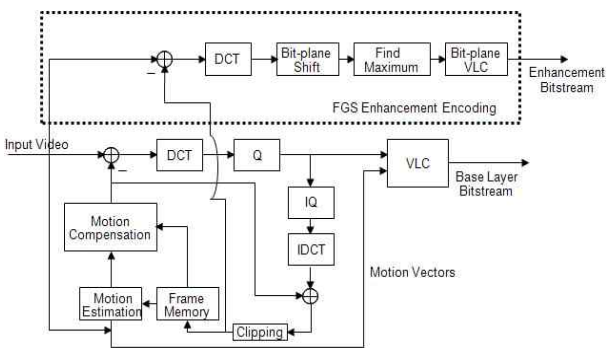 DCT
Bit-plane
Shift
Find
Maximum
Bit-plane
VLC
Enhancement
Bitstream
FGS Enhancement Encoding
Input Video
DCT
Q
VLC
Base Layer
Bitstream
IQ
Motion
Compensation
IDCT
Motion Vectors
Motion
Estimation
Frame
Memory
Clipping